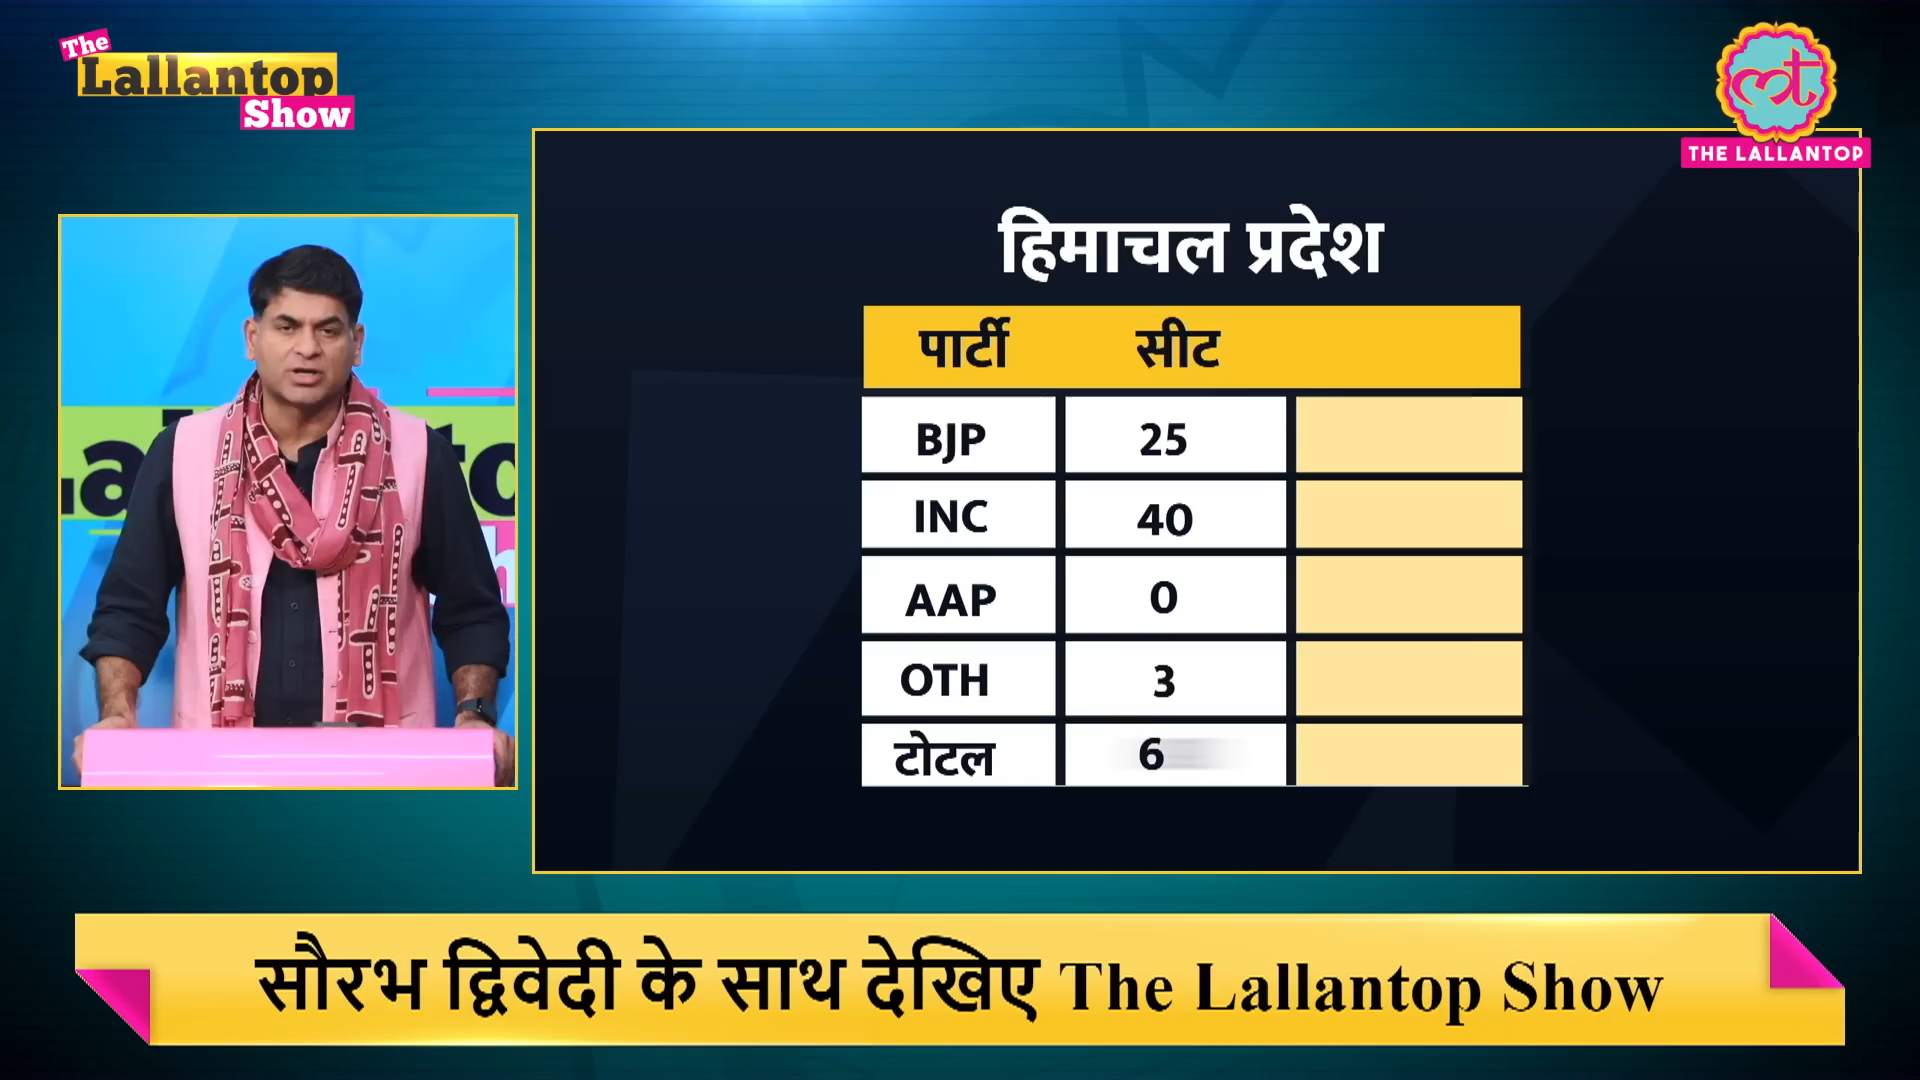 The
Lallantop
Show
THE LALLANTOP
हिमाचल प्रदेश
पार्टी सीट
BJP 25
INC 40
AAP 0
OTH 3
टोटल 6
सौरभ द्विवेदी के साथ देखिए The Lallantop Show